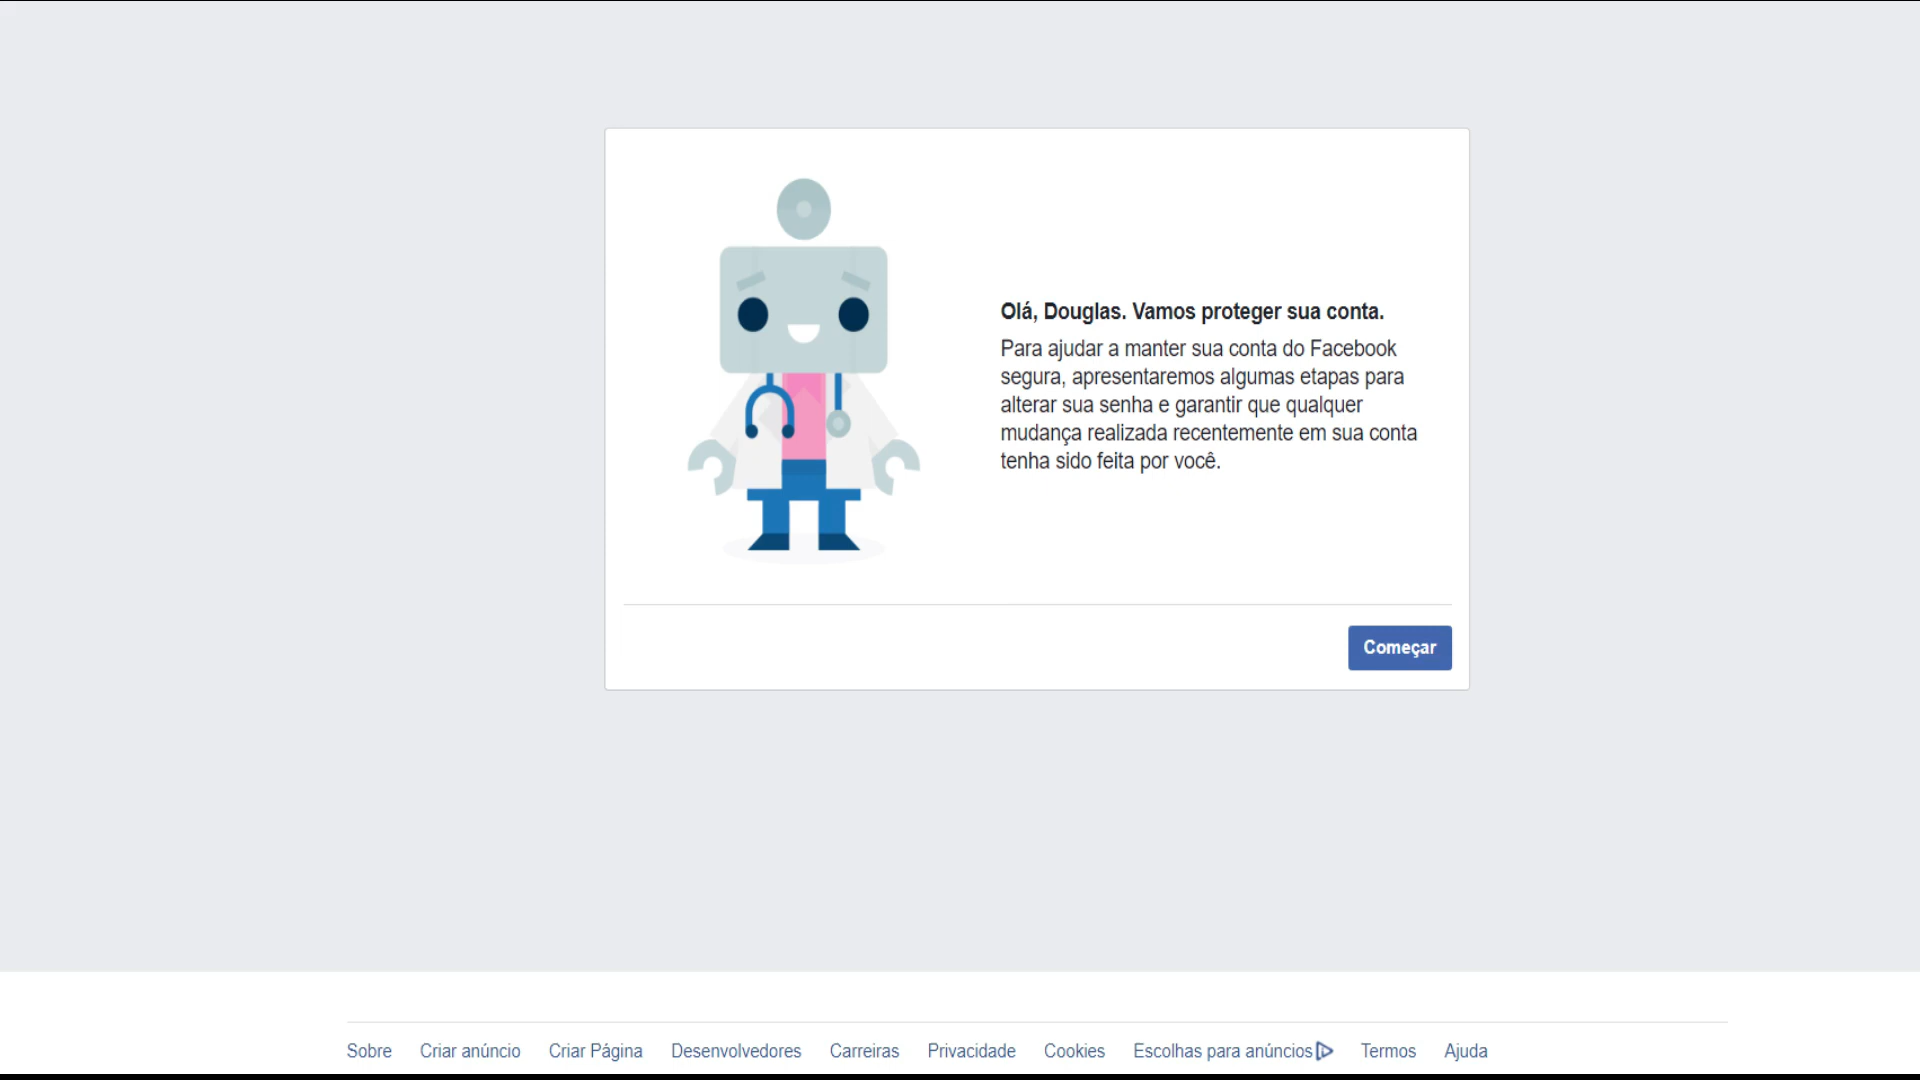 Olá, Douglas. Vamos proteger sua conta.
Para ajudar a manter sua conta do Facebook
segura, apresentaremos algumas etapas para
alterar sua senha e garantir que qualquer
mudança realizada recentemente em sua conta
tenha sido feita por você.
Começar
Sobre Criar anúncio Criar Página Desenvolvedores Carreiras Privacidade Cookies Escolhas para anúncios Termos Ajuda